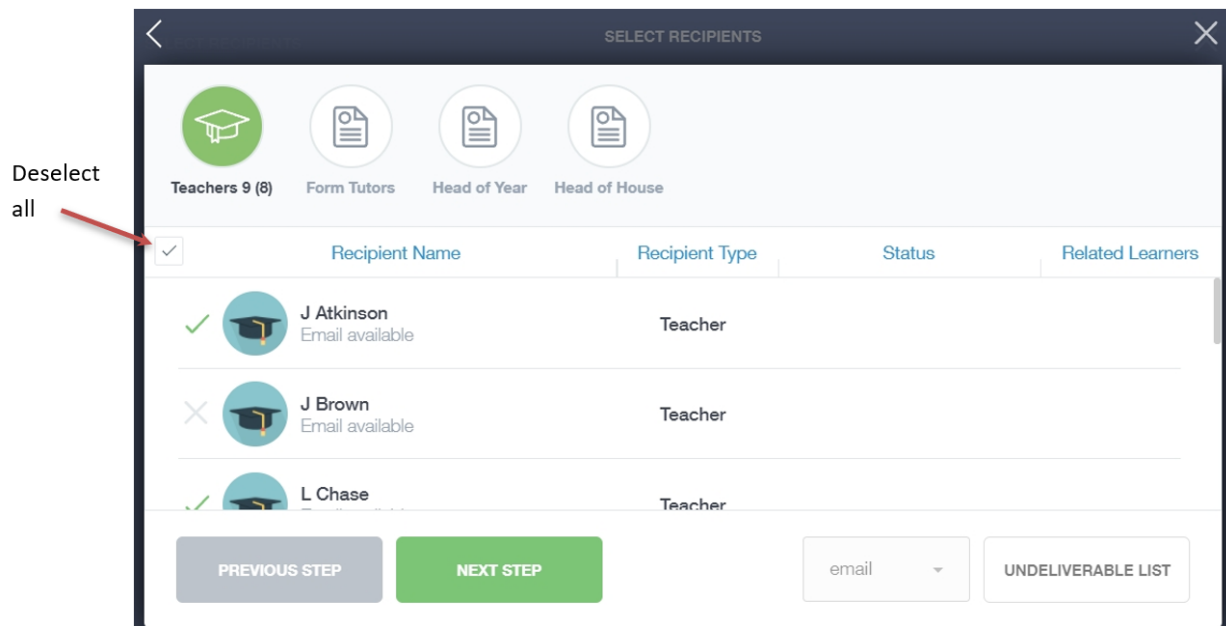 SELECT RECIPIENTS
Teachers 9 (8)
Form Tutors
Head of Year
Head of House
Deselect
all
Recipient Name
Recipient Type
Status
Related Learners
J Atkinson
Email available
Teacher
J Brown
Email available
Teacher
L Chase
Teacher
PREVIOUS STEP
NEXT STEP
email
UNDELIVERABLE LIST